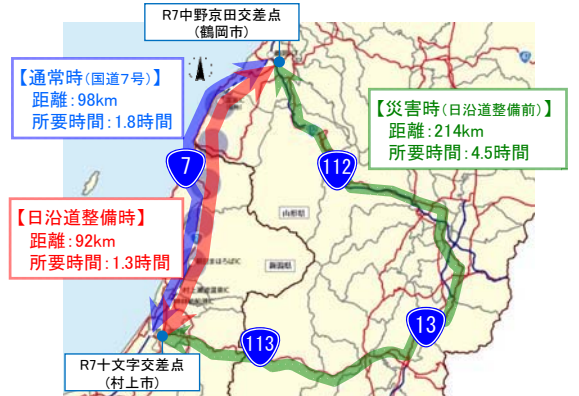 R7中野京田交差点
(鶴岡市)
【通常時(国道7号)】
距離:98km
所要時間:1.8時間
【災害時(日沿道整備前)】
距離:214km
所要時間:4.5時間
7
112
【日沿道整備時】
距離:92km
所要時間:1.3時間
山形県
新潟県
13
113
R7十文字交差点
(村上市)